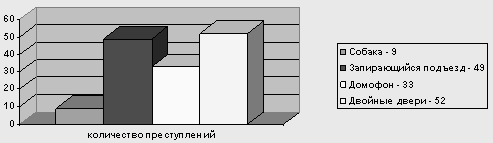 60
50
40
30
20
10
0
количество преступлений
Собака - 9
Запирающийся подъезд - 49
Домофон - 33
Двойные двери - 52